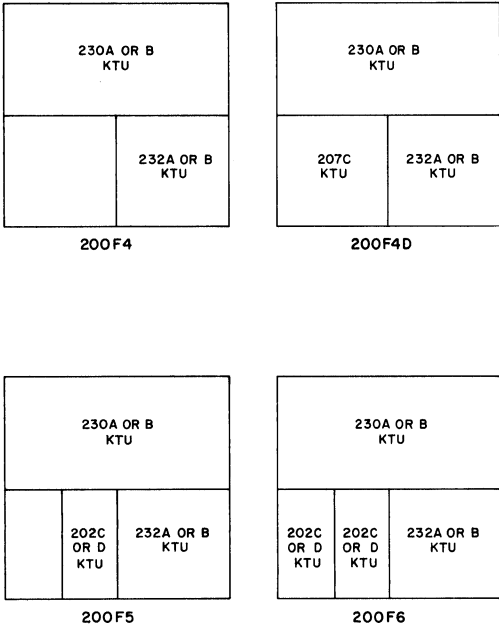 230A OR B
KTU
232A OR B
KTU
200F4
230A OR B
KTU
207C
KTU
232A OR B
KTU
200F4D
230A OR B
KTU
202C
OR D
KTU
232A OR B
KTU
200F5
230A OR B
KTU
202C
OR D
KTU
202C
OR D
KTU
232A OR B
KTU
200F6